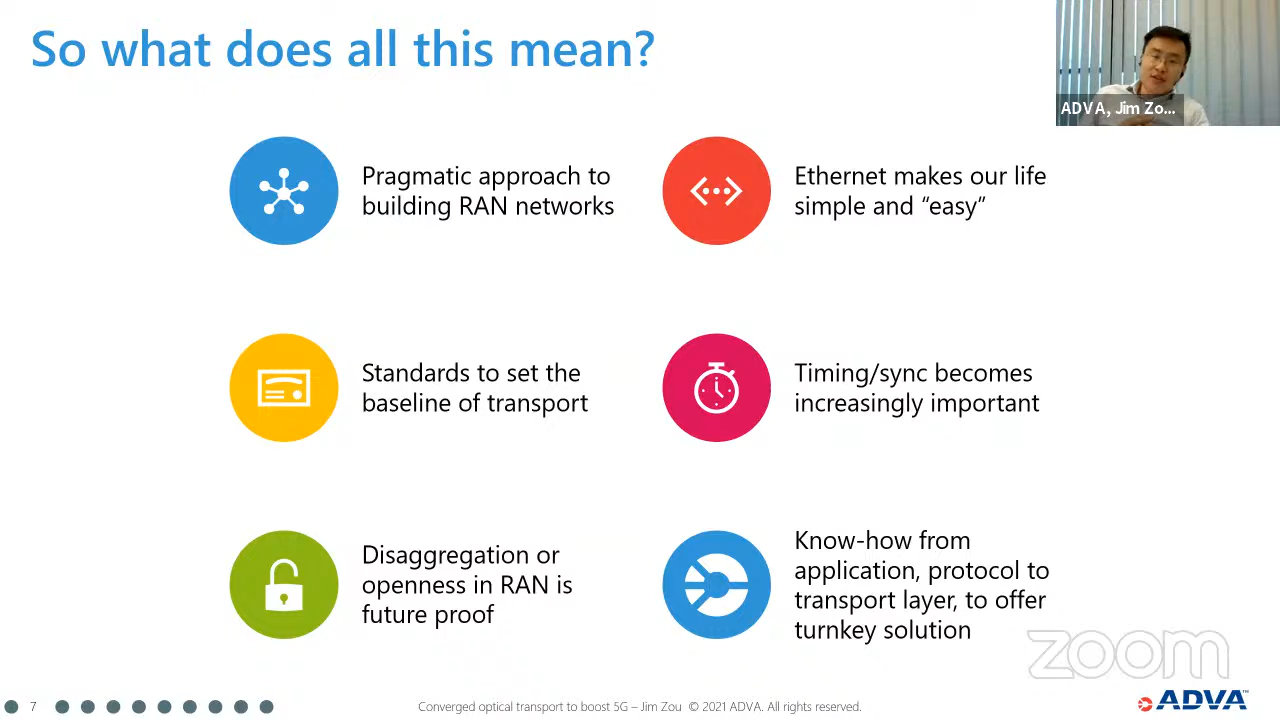 So what does all this mean?
ADVA, Jim Zo...
Pragmatic approach to
building RAN networks
Ethernet makes our life
simple and “easy”
Standards to set the
baseline of transport
Timing/sync becomes
increasingly important
Disaggregation or
openness in RAN is
future proof
Know-how from
application, protocol to
transport layer, to offer
turnkey solution
zoom
7
Converged optical transport to boost 5G – Jim Zou © 2021 ADVA. All rights reserved.
ADVA™